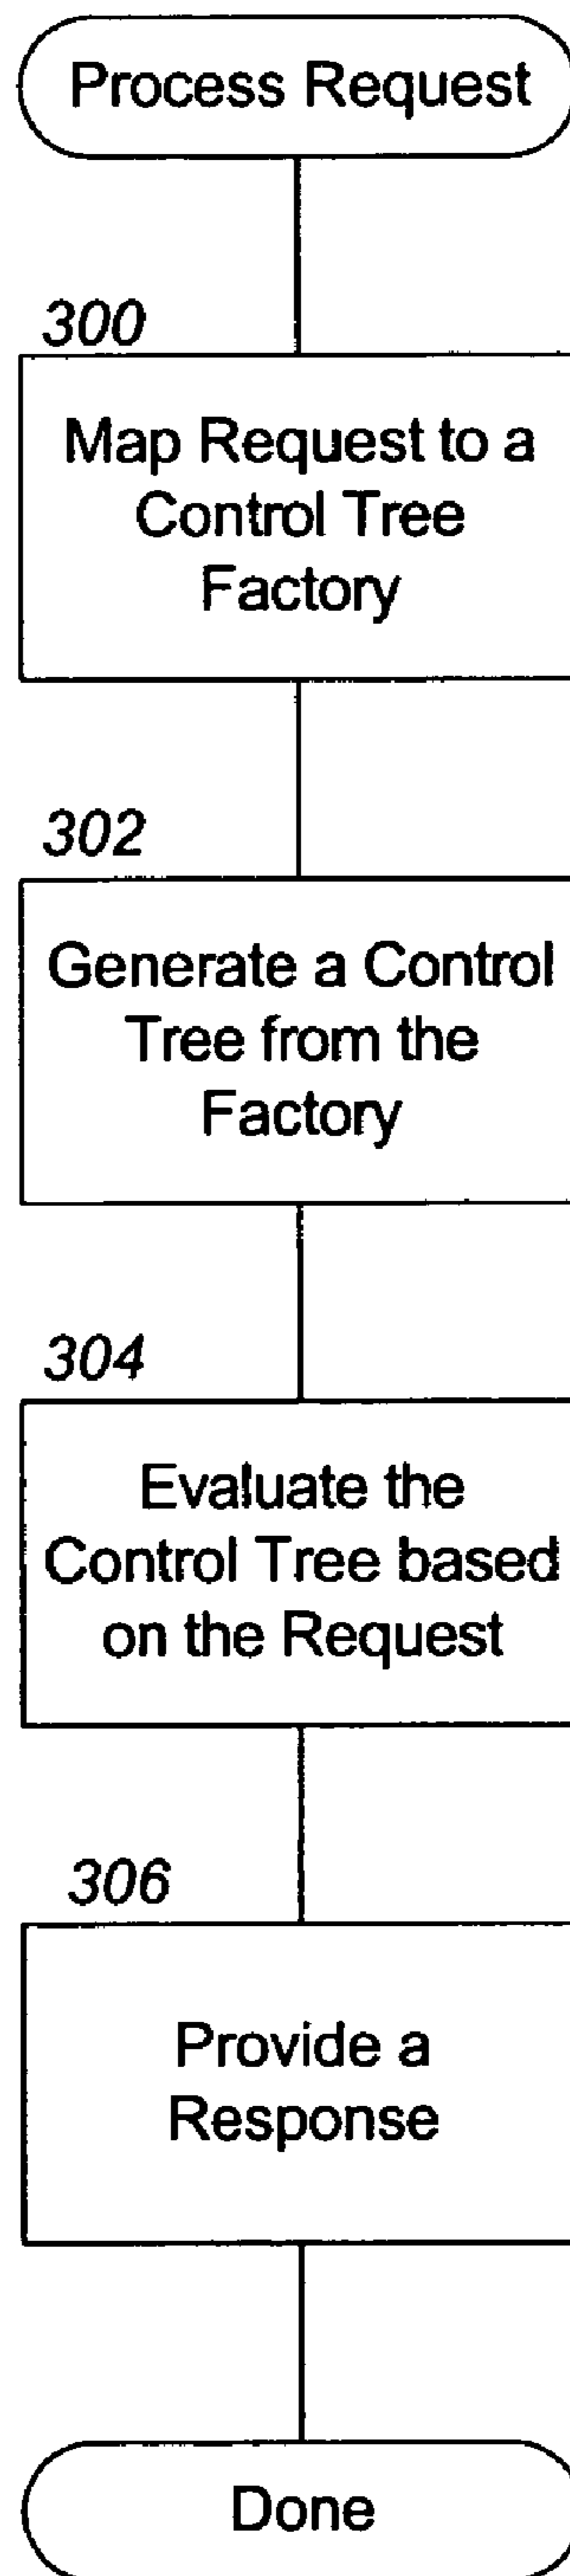 Process Request
300
Map Request to a
Control Tree
Factory
302
Generate a Control
Tree from the
Factory
304
Evaluate the
Control Tree based
on the Request
306
Provide a
Response
Done